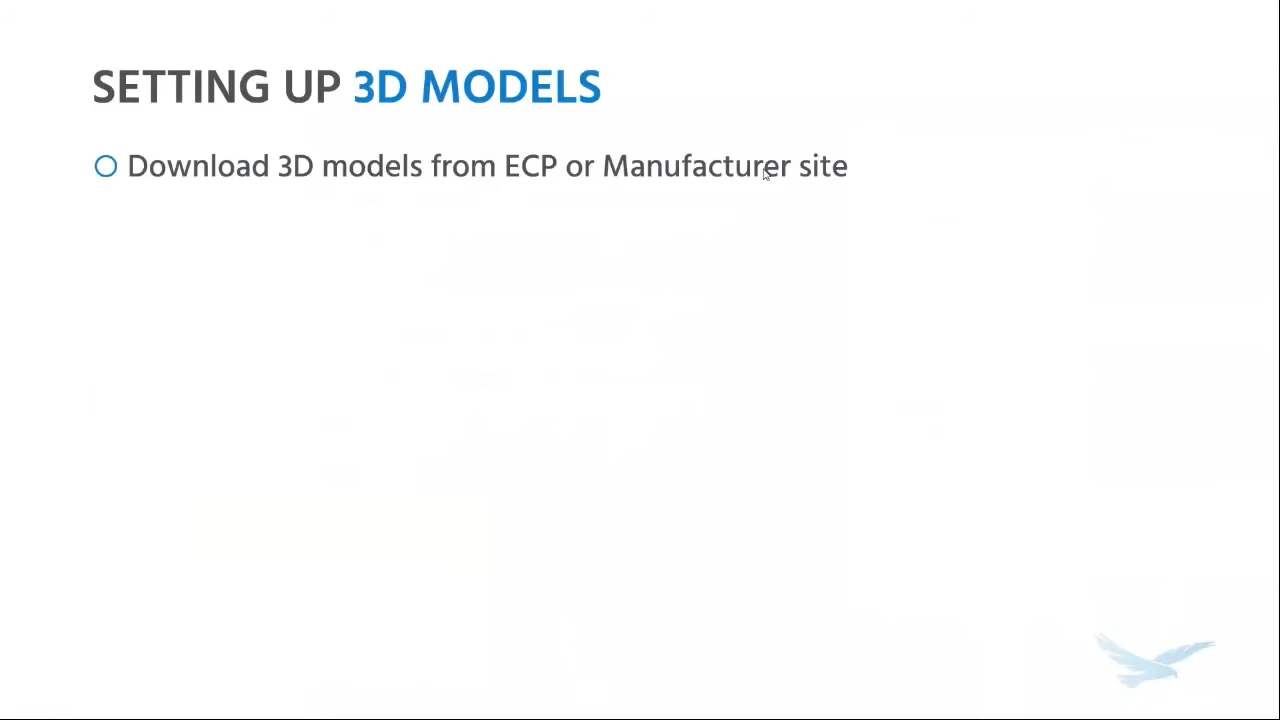 SETTING UP 3D MODELS
Download 3D models from ECP or Manufacturer site